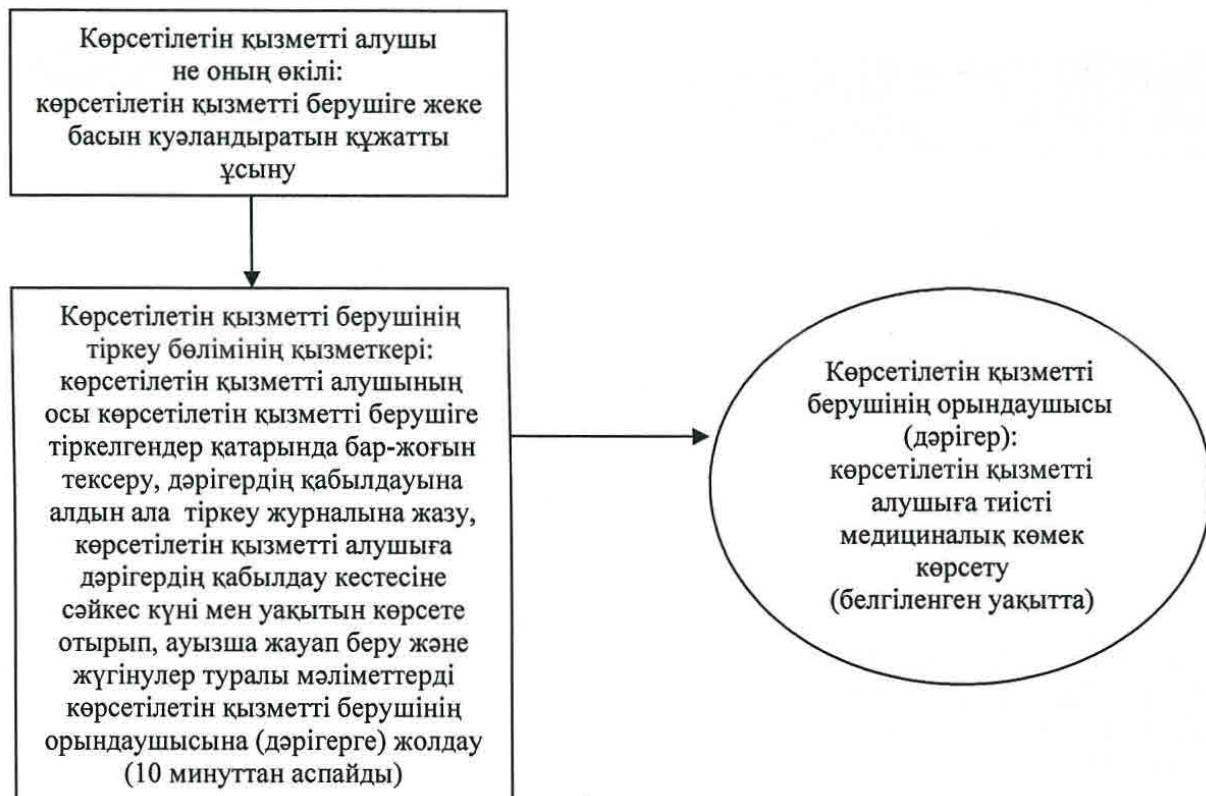 Көрсетілетін қызметті алушы
не оның өкілі:
көрсетілетін қызметті берушіге жеке
басын куәландыратын құжатты
ұсыну
Көрсетілетін қызметті берушінің
тіркеу бөлімінің қызметкері:
көрсетілетін қызметті алушының
осы көрсетілетін қызметті берушіге
тіркелгендер қатарында бар-жоғын
тексеру, дәрігердің қабылдауына
алдын ала тіркеу журналына жазу,
көрсетілетін қызметті алушыға
дәрігердің қабылдау кестесіне
сәйкес күні мен уақытын көрсете
отырып, ауызша жауап беру және
жүгінулер туралы мәліметтерді
көрсетілетін қызметті берушінің
орындаушысына (дәрігерге) жолдау
(10 минуттан аспайды)
Көрсетілетін қызметті
берушінің орындаушысы
(дәрігер):
көрсетілетін қызметті
алушыға тиісті
медициналық көмек
көрсету
(белгіленген уақытта)